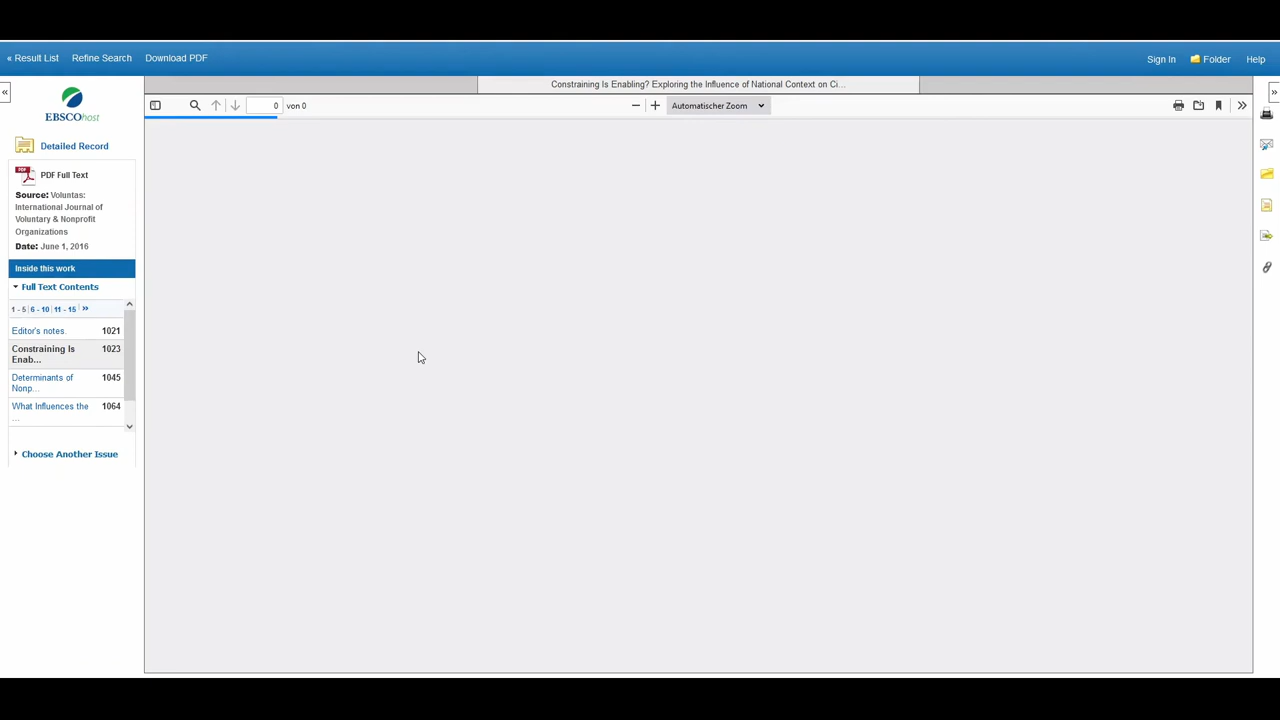 « Result List Refine Search Download PDF Sign In Folder Help
« Constraining Is Enabling? Exploring the Influence of National Context on Ci... »
0 von 0 Automatischer Zoom
EBSCOhost
Detailed Record
PDF
PDF Full Text
Source: Voluntas:
International Journal of
Voluntary & Nonprofit
Organizations
Date: June 1, 2016
Inside this work
Full Text Contents
1 - 5 | 6 - 10 | 11 - 15 | »
Editor's notes. 1021
Constraining Is 1023
Enab...
Determinants of 1045
Nonp...
What Influences the 1064
...
Choose Another Issue